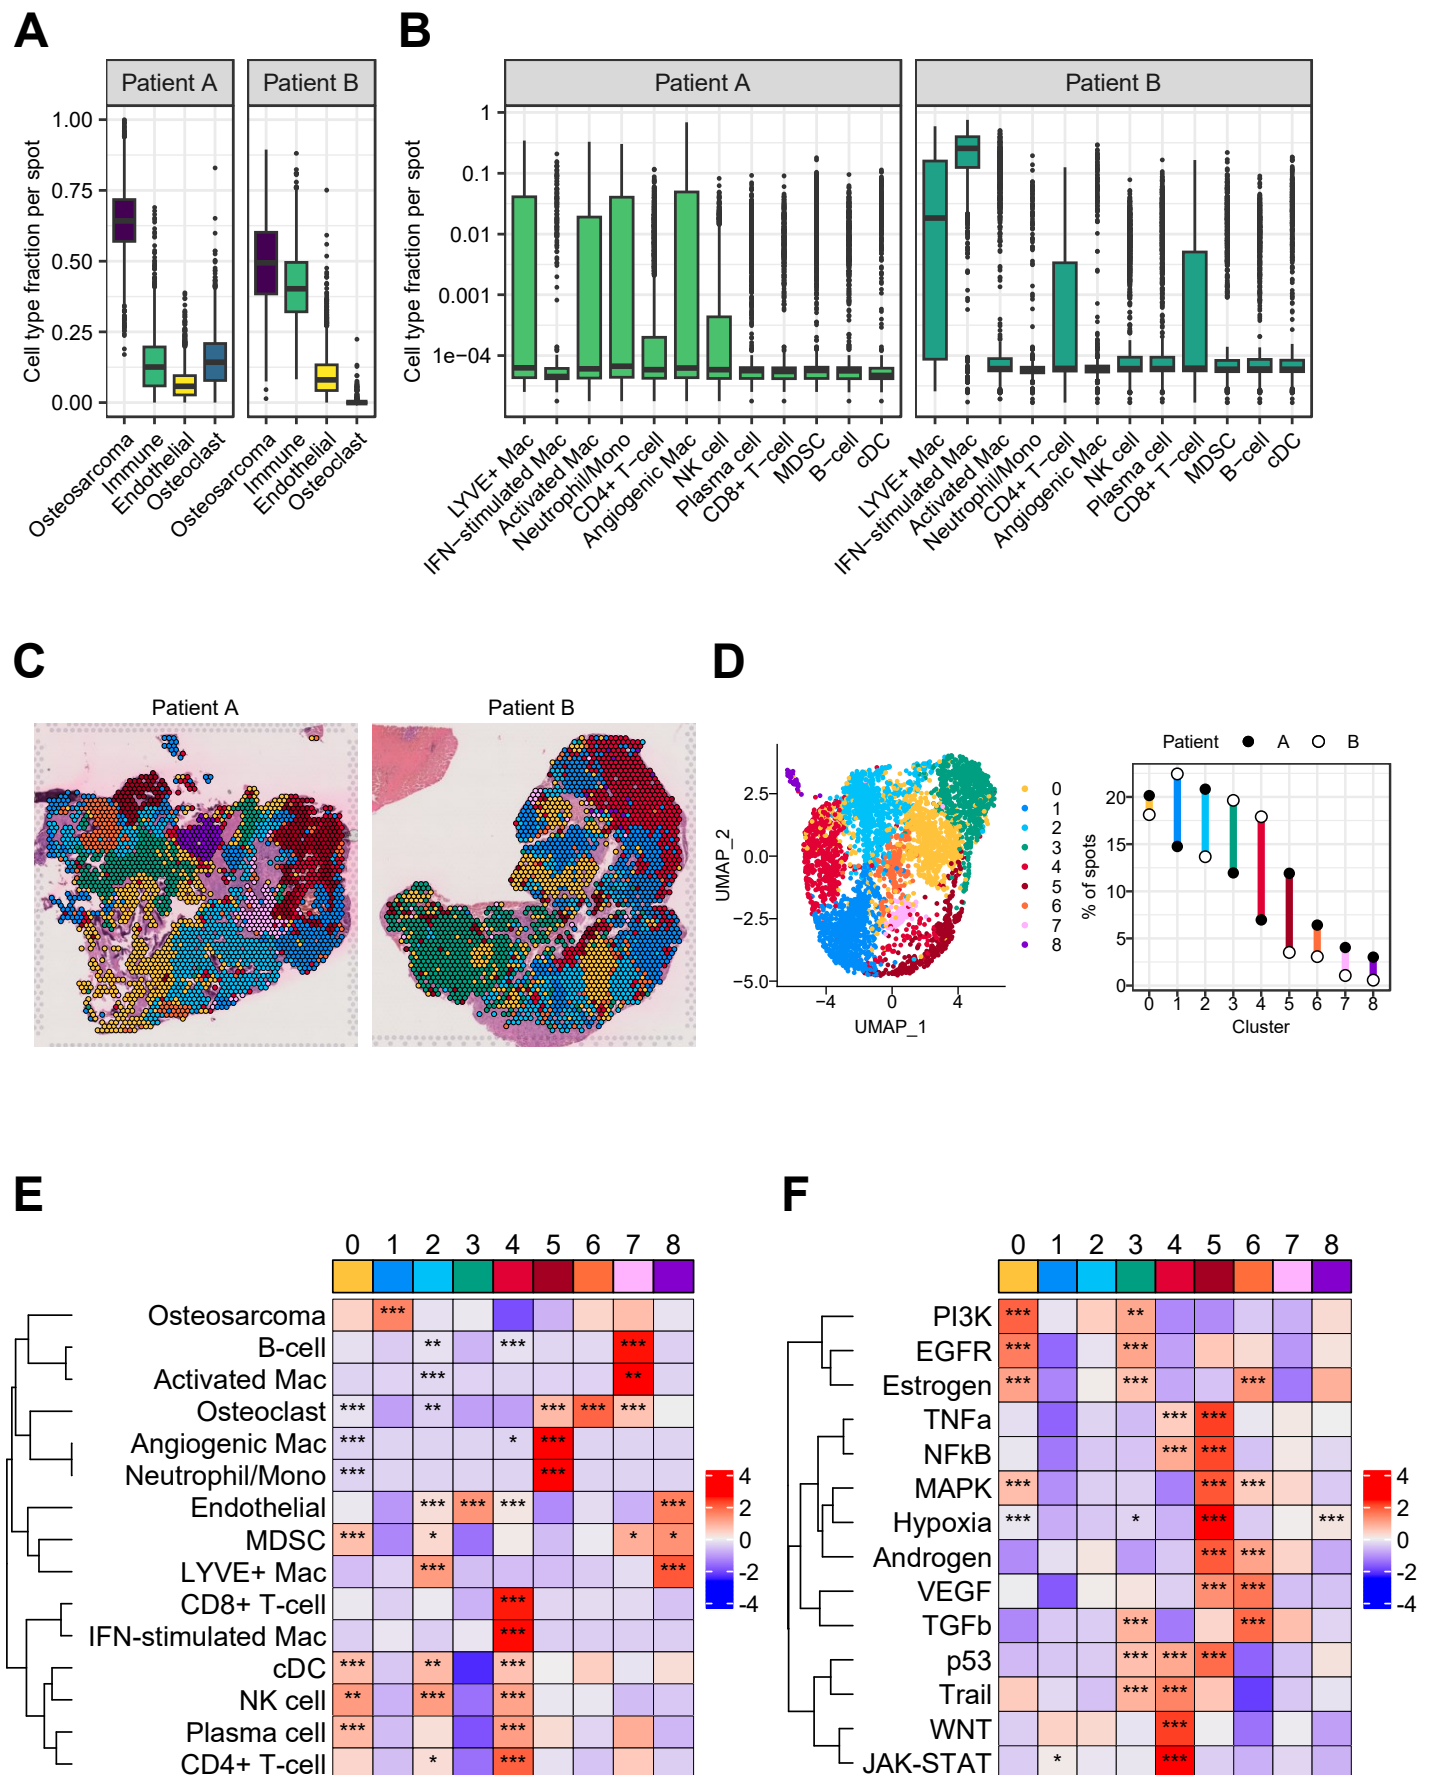 A
B
Patient A
Patient B
Patient A
Patient B
Cell type fraction per spot
1.00
0.75
0.50
0.25
0.00
Osteosarcoma
Immune
Endothelial
Osteoclast
Osteosarcoma
Immune
Endothelial
Osteoclast
Cell type fraction per spot
1
0.1
0.01
0.001
1e−04
LYVE+ Mac
IFN−stimulated Mac
Activated Mac
Neutrophil/Mono
CD4+ T−cell
Angiogenic Mac
NK cell
Plasma cell
CD8+ T−cell
MDSC
B−cell
cDC
LYVE+ Mac
IFN−stimulated Mac
Activated Mac
Neutrophil/Mono
CD4+ T−cell
Angiogenic Mac
NK cell
Plasma cell
CD8+ T−cell
MDSC
B−cell
cDC
C
Patient A
Patient B
D
UMAP_2
2.5
0.0
−2.5
−5.0
−4 0 4
UMAP_1
0
1
2
3
4
5
6
7
8
Patient A B
% of spots
20
15
10
5
0
0 1 2 3 4 5 6 7 8
Cluster
E
0 1 2 3 4 5 6 7 8
Osteosarcoma ***
B-cell ** *** ***
Activated Mac *** **
Osteoclast *** ** *** *** ***
Angiogenic Mac *** * ***
Neutrophil/Mono *** ***
Endothelial *** *** *** ***
MDSC *** * * *
LYVE+ Mac *** ***
CD8+ T-cell ***
IFN-stimulated Mac ***
cDC *** ** ***
NK cell ** *** ***
Plasma cell *** ***
CD4+ T-cell * ***
4
2
0
-2
-4
F
0 1 2 3 4 5 6 7 8
PI3K *** **
EGFR *** ***
Estrogen *** *** ***
TNFa *** ***
NFkB *** ***
MAPK *** *** ***
Hypoxia *** * *** ***
Androgen *** ***
VEGF *** ***
TGFb *** ***
p53 *** *** ***
Trail *** ***
WNT ***
JAK-STAT * ***
4
2
0
-2
-4